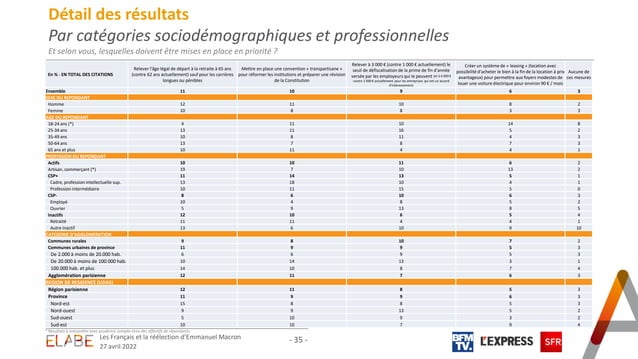 Détail des résultats
Par catégories sociodémographiques et professionnelles
Et selon vous, lesquelles doivent être mises en place en priorité ?
En % - EN TOTAL DES CITATIONS
Relever l'âge légal de départ à la retraite à 65 ans (contre 62 ans actuellement) sauf pour les carrières longues ou pénibles
Mettre en place une convention « transpartisane » pour réformer les institutions et préparer une révision de la Constitution
Relever à 3 000 € (contre 1 000 € actuellement) le seuil de défiscalisation de la prime de fin d'année versée par les employeurs qui le peuvent
Créer un système de « leasing » (location avec possibilité d'acheter le bien à la fin de la location à prix avantageux) pour permettre aux foyers modestes de louer une voiture électrique pour environ 90 € / mois
Aucune de ces mesures
Ensemble 11 10 9 6 3
SEXE DU REPONDANT
Homme 12 11 10 8 2
Femme 10 8 8 3 3
AGE DU REPONDANT
18-24 ans (*) 4 11 10 14 8
25-34 ans 13 11 16 5 2
35-49 ans 10 8 11 4 3
50-64 ans 13 7 8 7 3
65 ans et plus 10 11 4 4 1
PROFESSION DU REPONDANT
Actifs 10 10 11 6 2
Artisan, commerçant (*) 19 7 10 13 2
CSP+ 11 14 13 5 1
Cadre, profession intellectuelle sup. 13 18 10 4 1
Profession intermédiaire 10 11 15 5 0
CSP- 8 6 10 6 3
Employé 10 4 8 5 2
Ouvrier 5 9 13 8 5
Inactifs 12 10 6 5 4
Retraité 11 11 4 4 1
Autre inactif 13 6 10 9 10
CATEGORIE D'AGGLOMERATION
Communes rurales 9 8 10 7 2
Communes urbaines de province 11 9 9 5 3
De 2.000 à moins de 20.000 hab. 6 6 9 5 3
De 20.000 à moins de 100.000 hab. 10 14 13 3 1
100.000 hab. et plus 14 10 8 7 4
Agglomération parisienne 12 11 7 6 3
REGION DE RESIDENCE (UDA5)
Région parisienne 12 11 8 5 3
Province 11 9 9 6 3
Nord-est 15 8 8 5 3
Nord-ouest 9 9 13 5 2
Sud-ouest 5 10 9 3 2
Sud-est 10 10 7 9 4
* Résultats à interpréter avec prudence compte-tenu des effectifs de répondants
ELABE
Les Français et la réélection d'Emmanuel Macron
27 avril 2022
- 35 -
BFM
TV.
L'EXPRESS
SFR